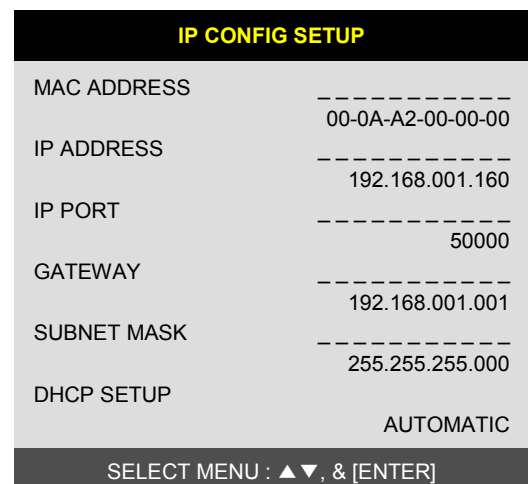 IP CONFIG SETUP
MAC ADDRESS
_ _ _ _ _ _ _ _ _ _ _
00-0A-A2-00-00-00
IP ADDRESS
_ _ _ _ _ _ _ _ _ _ _
192.168.001.160
IP PORT
_ _ _ _ _ _ _ _ _ _ _
50000
GATEWAY
_ _ _ _ _ _ _ _ _ _ _
192.168.001.001
SUBNET MASK
_ _ _ _ _ _ _ _ _ _ _
255.255.255.000
DHCP SETUP
AUTOMATIC
SELECT MENU : ▲▼, & [ENTER]